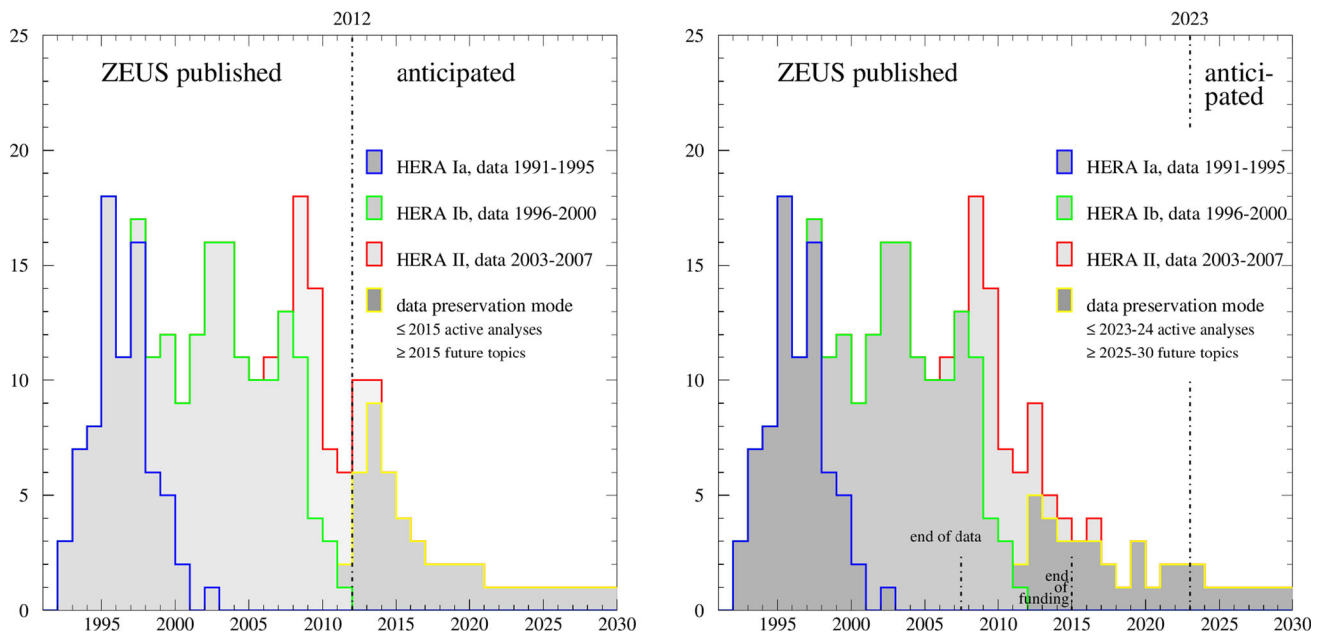 2012
25
ZEUS published
anticipated
20
HERA Ia, data 1991-1995
HERA Ib, data 1996-2000
15
HERA II, data 2003-2007
data preservation mode
≤ 2015 active analyses
≥ 2015 future topics
10
5
0
1995 2000 2005 2010 2015 2020 2025 2030
2023
25
ZEUS published
antici-
pated
20
HERA Ia, data 1991-1995
HERA Ib, data 1996-2000
15
HERA II, data 2003-2007
data preservation mode
≤ 2023-24 active analyses
≥ 2025-30 future topics
10
5
end of data
end
of
funding
0
1995 2000 2005 2010 2015 2020 2025 2030